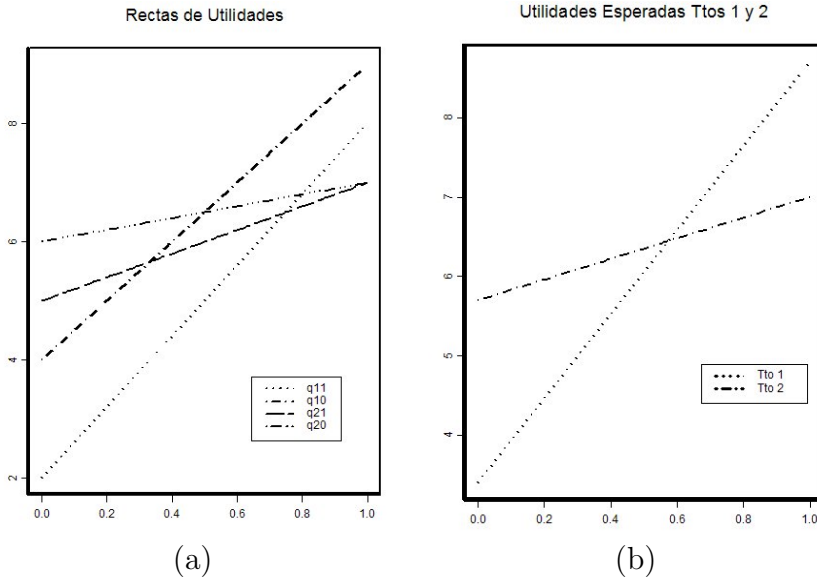 Rectas de Utilidades
8
6
4
2
0.0 0.2 0.4 0.6 0.8 1.0
q11
q10
q21
q20
(a)
Utilidades Esperadas Ttos 1 y 2
8
7
6
5
4
0.0 0.2 0.4 0.6 0.8 1.0
Tto 1
Tto 2
(b)